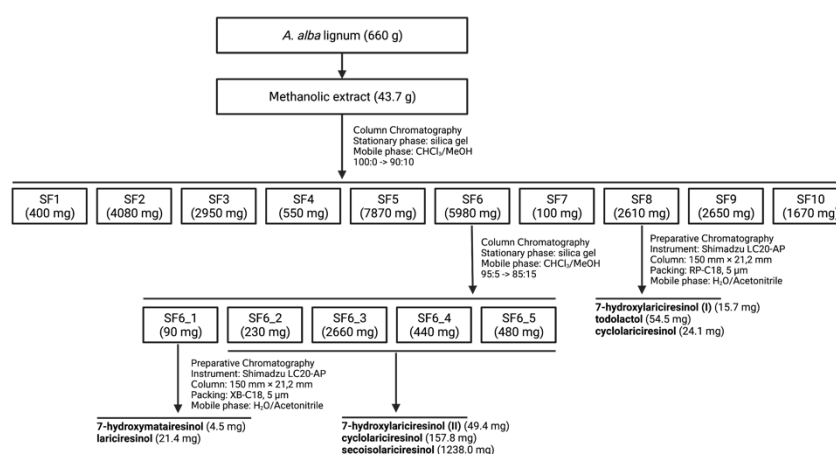 A. alba lignum (660 g)
Methanolic extract (43.7 g)
Column Chromatography
Stationary phase: silica gel
Mobile phase: CHCl₃/MeOH
100:0 -> 90:10
SF1
(400 mg)
SF2
(4080 mg)
SF3
(2950 mg)
SF4
(550 mg)
SF5
(7870 mg)
SF6
(5980 mg)
SF7
(100 mg)
SF8
(2610 mg)
SF9
(2650 mg)
SF10
(1670 mg)
Column Chromatography
Stationary phase: silica gel
Mobile phase: CHCl₃/MeOH
95:5 -> 85:15
Preparative Chromatography
Instrument: Shimadzu LC20-AP
Column: 150 mm × 21,2 mm
Packing: RP-C18, 5 µm
Mobile phase: H₂O/Acetonitrile
7-hydroxylariciresinol (I) (15.7 mg)
todolactol (54.5 mg)
cyclolariciresinol (24.1 mg)
SF6_1
(90 mg)
SF6_2
(230 mg)
SF6_3
(2660 mg)
SF6_4
(440 mg)
SF6_5
(480 mg)
Preparative Chromatography
Instrument: Shimadzu LC20-AP
Column: 150 mm × 21,2 mm
Packing: XB-C18, 5 µm
Mobile phase: H₂O/Acetonitrile
7-hydroxymatairesinol (4.5 mg)
lariciresinol (21.4 mg)
7-hydroxylariciresinol (II) (49.4 mg)
cyclolariciresinol (157.8 mg)
secoisolariciresinol (1238.0 mg)